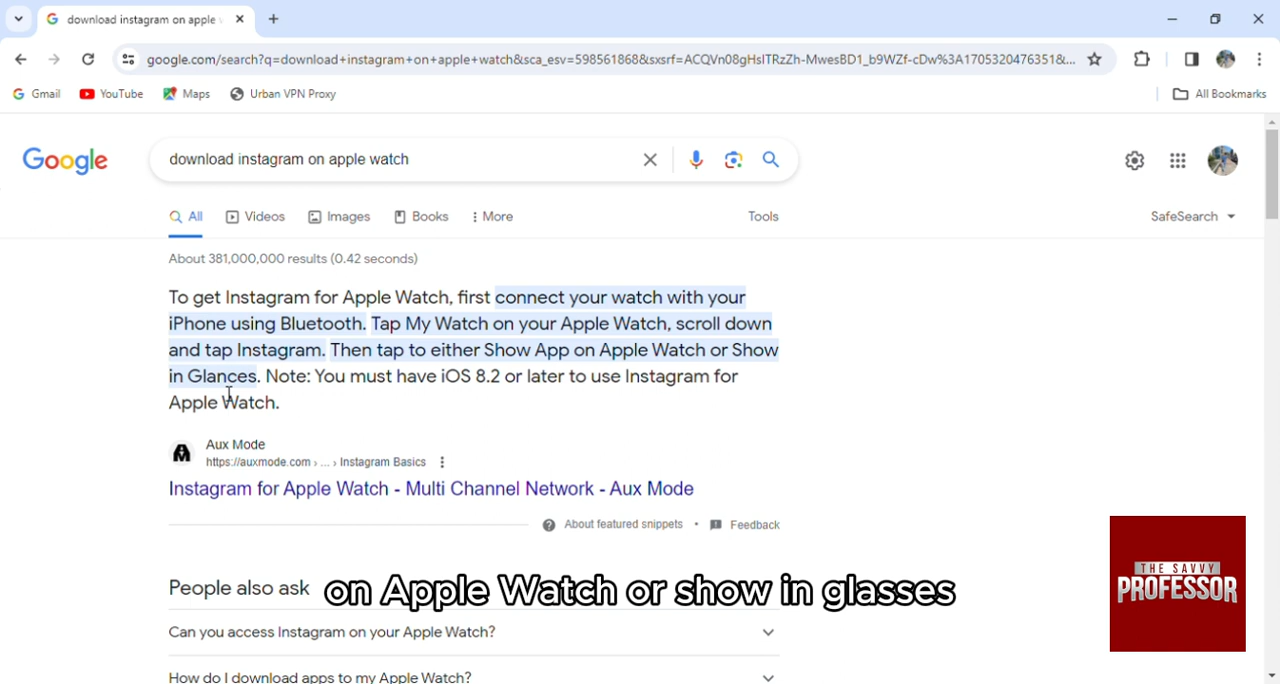 download instagram on apple
google.com/search?q=download+instagram+on+apple+watch&sca_esv=598561868&sxsrf=ACQVn08gHsITRzZh-MwesBD1_b9WZf-cDw%3A1705320476351&...
Gmail
YouTube
Maps
Urban VPN Proxy
All Bookmarks
Google
download instagram on apple watch
All
Videos
Images
Books
More
Tools
SafeSearch
About 381,000,000 results (0.42 seconds)
To get Instagram for Apple Watch, first connect your watch with your
iPhone using Bluetooth. Tap My Watch on your Apple Watch, scroll down
and tap Instagram. Then tap to either Show App on Apple Watch or Show
in Glances. Note: You must have iOS 8.2 or later to use Instagram for
Apple Watch.
Aux Mode
https://auxmode.com › ... › Instagram Basics
Instagram for Apple Watch - Multi Channel Network - Aux Mode
About featured snippets • Feedback
People also ask
on Apple Watch or show in glasses
THE SAVVY
PROFESSOR
Can you access Instagram on your Apple Watch?
How do I download apps to my Apple Watch?